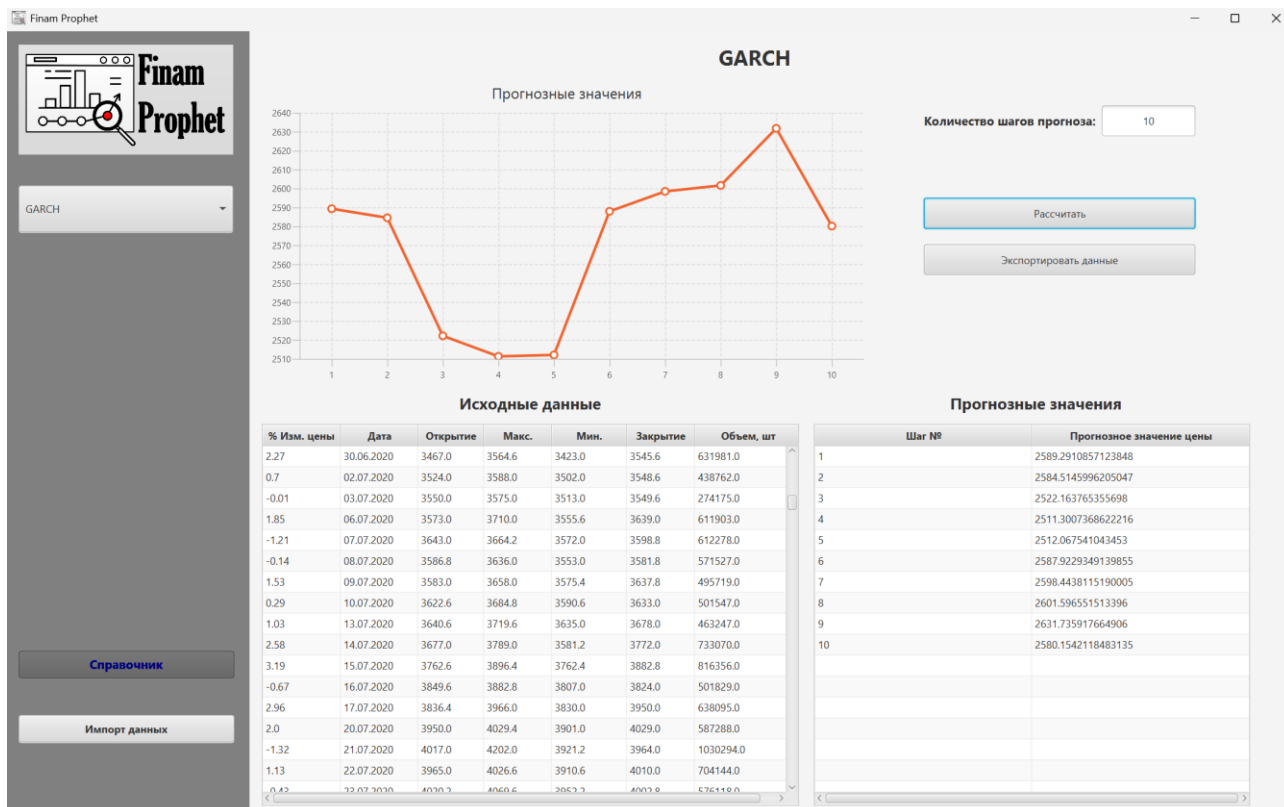 Finam Prophet
Finam
Prophet
GARCH
Справочник
Импорт данных
GARCH
Прогнозные значения
2640
2630
2620
2610
2600
2590
2580
2570
2560
2550
2540
2530
2520
2510
1 2 3 4 5 6 7 8 9 10
Количество шагов прогноза: 10
Рассчитать
Экспортировать данные
Исходные данные
% Изм. цены Дата Открытие Макс. Мин. Закрытие Объем, шт
2.27 30.06.2020 3467.0 3564.6 3423.0 3545.6 631981.0
0.7 02.07.2020 3524.0 3588.0 3502.0 3548.6 438762.0
-0.01 03.07.2020 3550.0 3575.0 3513.0 3549.6 274175.0
1.85 06.07.2020 3573.0 3710.0 3555.6 3639.0 611903.0
-1.21 07.07.2020 3643.0 3664.2 3572.0 3598.8 612278.0
-0.14 08.07.2020 3586.8 3636.0 3553.0 3581.8 571527.0
1.53 09.07.2020 3583.0 3658.0 3575.4 3637.8 495719.0
0.29 10.07.2020 3622.6 3684.8 3590.6 3633.0 501547.0
1.03 13.07.2020 3640.6 3719.6 3635.0 3678.0 463247.0
2.58 14.07.2020 3677.0 3789.0 3581.2 3772.0 733070.0
3.19 15.07.2020 3762.6 3896.4 3762.4 3882.8 816356.0
-0.67 16.07.2020 3849.6 3882.8 3807.0 3824.0 501829.0
2.96 17.07.2020 3836.4 3966.0 3830.0 3950.0 638095.0
2.0 20.07.2020 3950.0 4029.4 3901.0 4029.0 587288.0
-1.32 21.07.2020 4017.0 4202.0 3921.2 3964.0 1030294.0
1.13 22.07.2020 3965.0 4026.6 3910.6 4010.0 704144.0
-0.43 23.07.2020 4020.2 4069.6 3952.2 4002.8 576118.0
Прогнозные значения
Шаг № Прогнозное значение цены
1 2589.2910857123848
2 2584.5145996205047
3 2522.163765355698
4 2511.3007368622216
5 2512.067541043453
6 2587.9229349139855
7 2598.4438115190005
8 2601.596551513396
9 2631.735917664906
10 2580.1542118483135